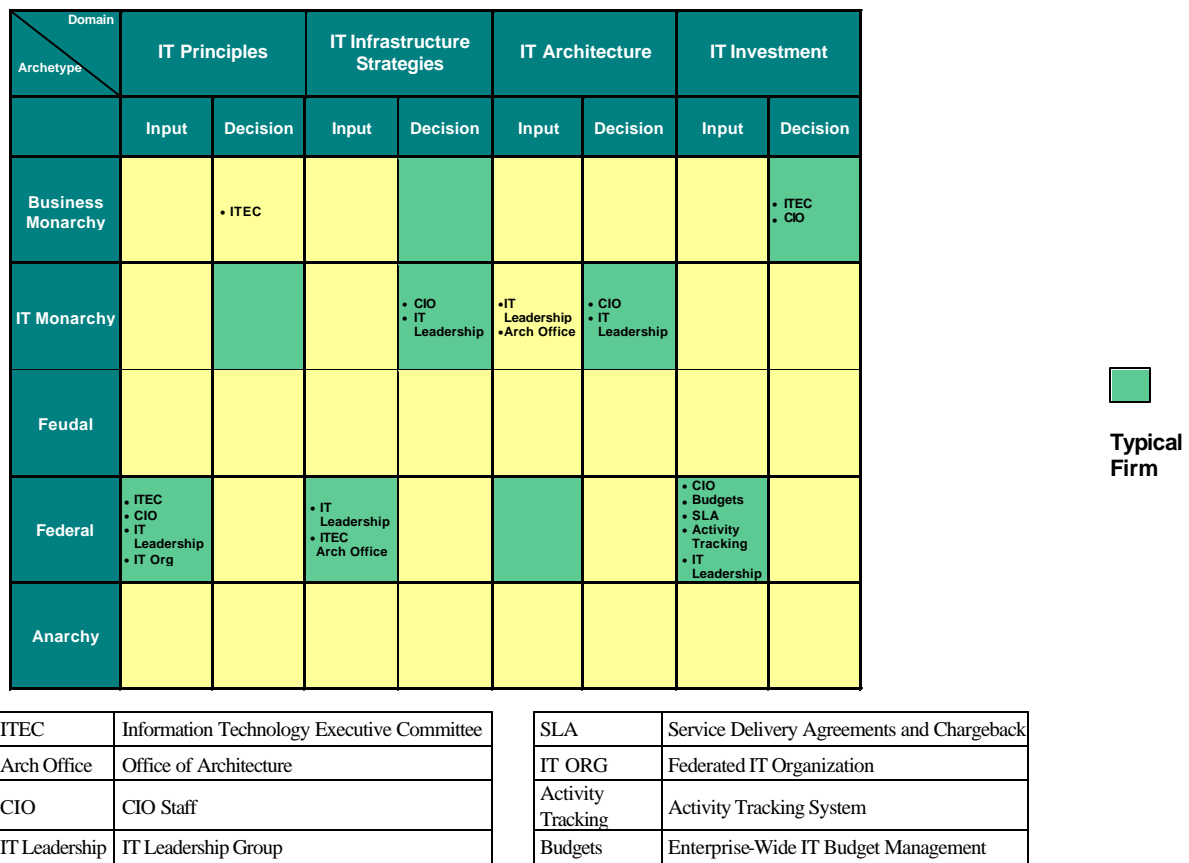 Domain
Archetype
IT Principles
IT Infrastructure
Strategies
IT Architecture
IT Investment
Input
Decision
Input
Decision
Input
Decision
Input
Decision
Business
Monarchy
• ITEC
• ITEC
• CIO
IT Monarchy
• CIO
• IT
Leadership
•IT
Leadership
•Arch Office
• CIO
• IT
Leadership
Feudal
Federal
• ITEC
• CIO
• IT
Leadership
• IT Org
• IT
Leadership
• ITEC
Arch Office
• CIO
• Budgets
• SLA
• Activity
Tracking
• IT
Leadership
Anarchy
Typical
Firm
ITEC
Information Technology Executive Committee
Arch Office
Office of Architecture
CIO
CIO Staff
IT Leadership
IT Leadership Group
SLA
Service Delivery Agreements and Chargeback
IT ORG
Federated IT Organization
Activity
Tracking
Activity Tracking System
Budgets
Enterprise-Wide IT Budget Management